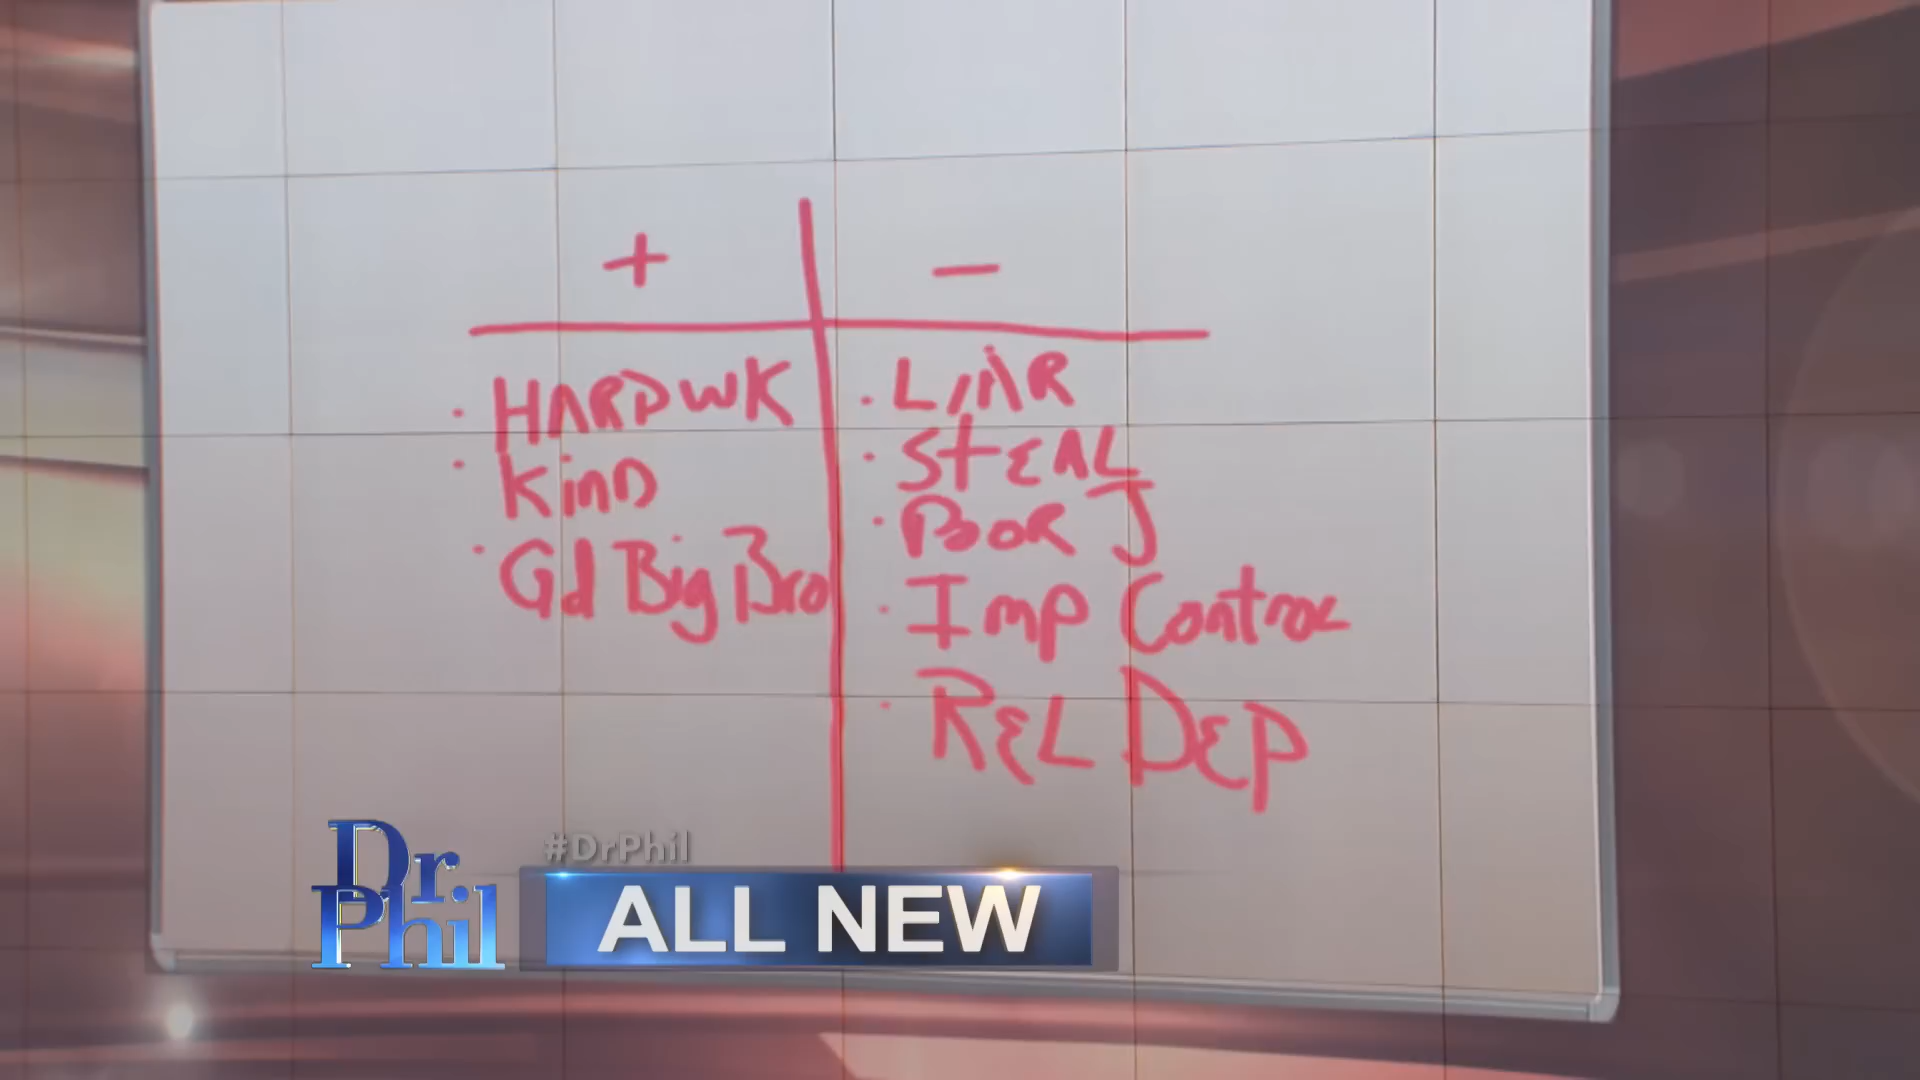 + −
· HARDWK
· KinD
· Gd Big Bro
· LiAR
· StEAL
· PooR J
· Imp Control
· REL DEP
#DrPhil
Dr.
Phil
ALL NEW